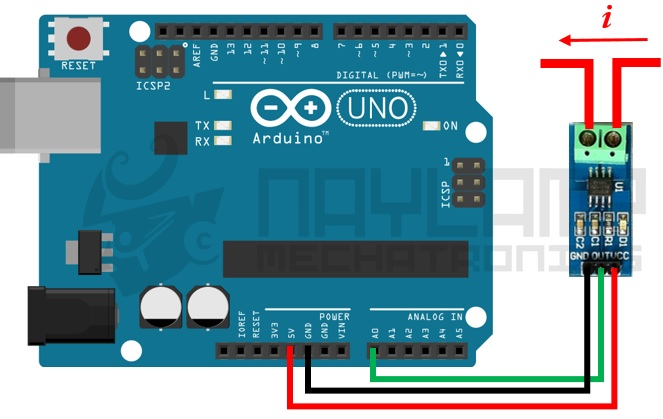 i
RESET
ICSP2
AREF
GND
13
12
~11
~10
~9
8
7
~6
~5
4
~3
2
TX0▶1
RX0◀0
DIGITAL (PWM=~)
L
TX
RX
Arduino™
UNO
ON
1
ICSP
NAYLAMP
MECHATRONICS
U1
C2
C1
R1
D1
GND OUT VCC
POWER
ANALOG IN
IOREF
RESET
3V3
5V
GND
GND
VIN
A0
A1
A2
A3
A4
A5